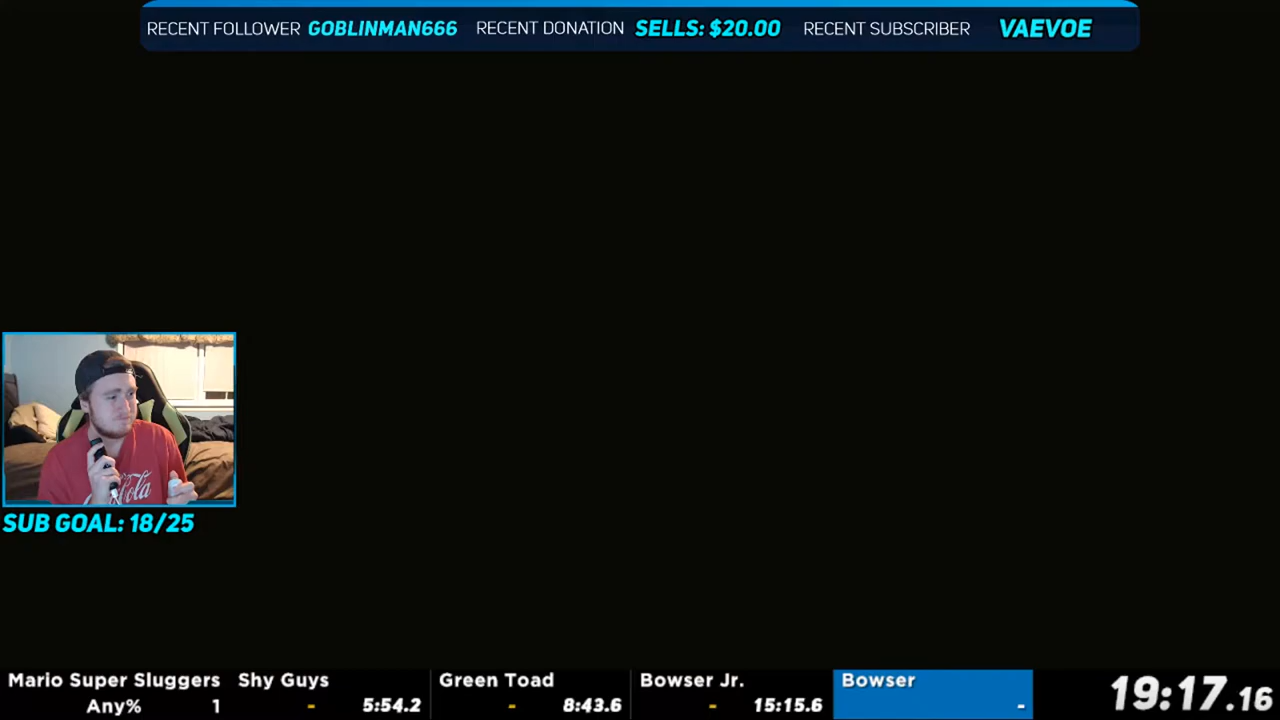 RECENT FOLLOWER GOBLINMAN666 RECENT DONATION SELLS: $20.00 RECENT SUBSCRIBER VAEVOE
SUB GOAL: 18/25
Mario Super Sluggers Shy Guys Green Toad Bowser Jr. Bowser
Any% 1 - 5:54.2 - 8:43.6 - 15:15.6 - 19:17.16